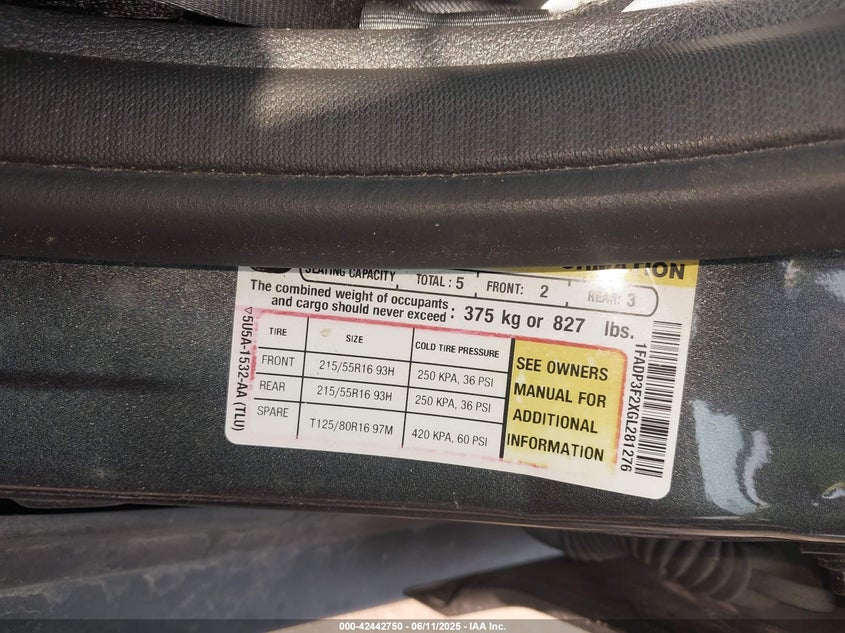 SEATING CAPACITY TOTAL : 5 FRONT: 2 REAR: 3
The combined weight of occupants
and cargo should never exceed : 375 kg or 827 lbs.
TIRE SIZE COLD TIRE PRESSURE
FRONT 215/55R16 93H 250 KPA, 36 PSI
REAR 215/55R16 93H 250 KPA, 36 PSI
SPARE T125/80R16 97M 420 KPA, 60 PSI
SEE OWNERS
MANUAL FOR
ADDITIONAL
INFORMATION
5U5A-1532-AA (TLU)
1FADP3F2XGL281276
000-42442750 - 06/11/2025 - IAA Inc.